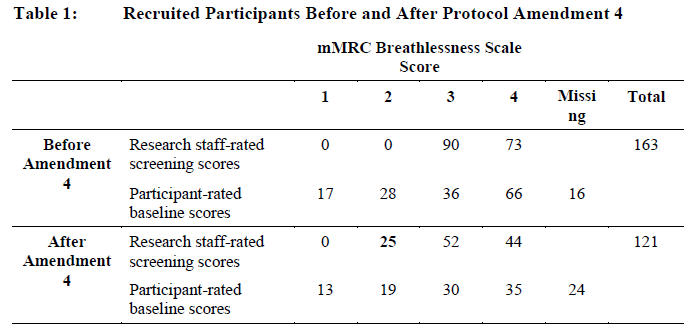 Table 1: Recruited Participants Before and After Protocol Amendment 4
mMRC Breathlessness Scale
Score
1 2 3 4 Missi Total
ng
Before Research staff-rated 0 0 90 73 163
Amendment screening scores
4
Participant-rated 17 28 36 66 16
baseline scores
After Research staff-rated 0 25 52 44 121
Amendment screening scores
4
Participant-rated 13 19 30 35 24
baseline scores